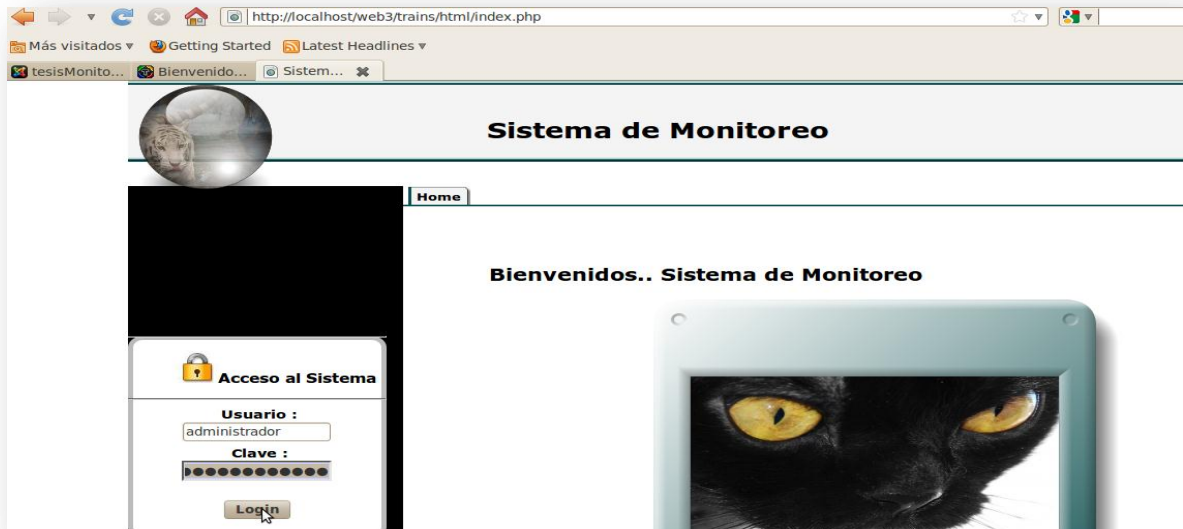 http://localhost/web3/trains/html/index.php
Más visitados
Getting Started
Latest Headlines
tesisMonito...
Bienvenido...
Sistem...
Sistema de Monitoreo
Home
Bienvenidos.. Sistema de Monitoreo
Acceso al Sistema
Usuario :
administrador
Clave :
Login